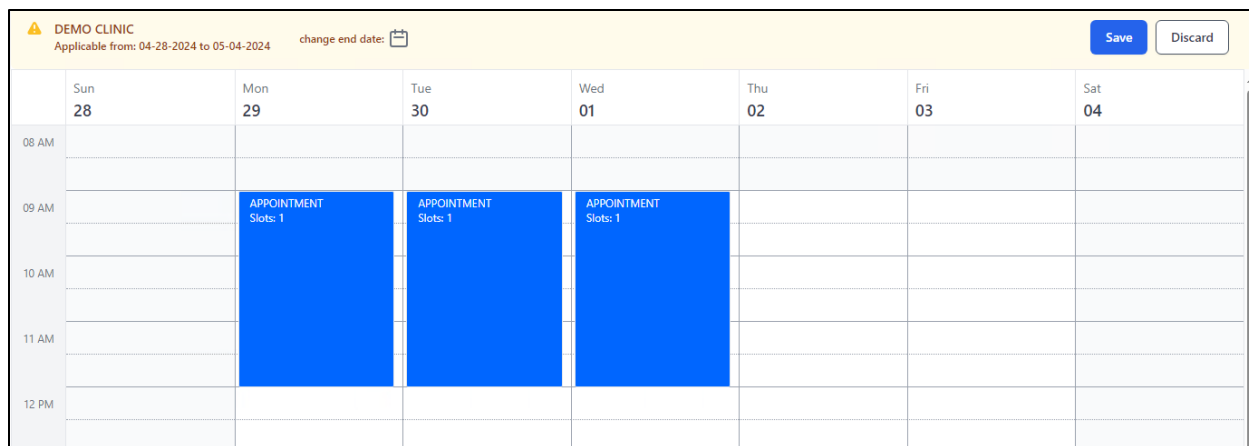 DEMO CLINIC
Applicable from: 04-28-2024 to 05-04-2024
change end date:
Save
Discard
Sun
Mon
Tue
Wed
Thu
Fri
Sat
28
29
30
01
02
03
04
08 AM
09 AM
APPOINTMENT
Slots: 1
APPOINTMENT
Slots: 1
APPOINTMENT
Slots: 1
10 AM
11 AM
12 PM